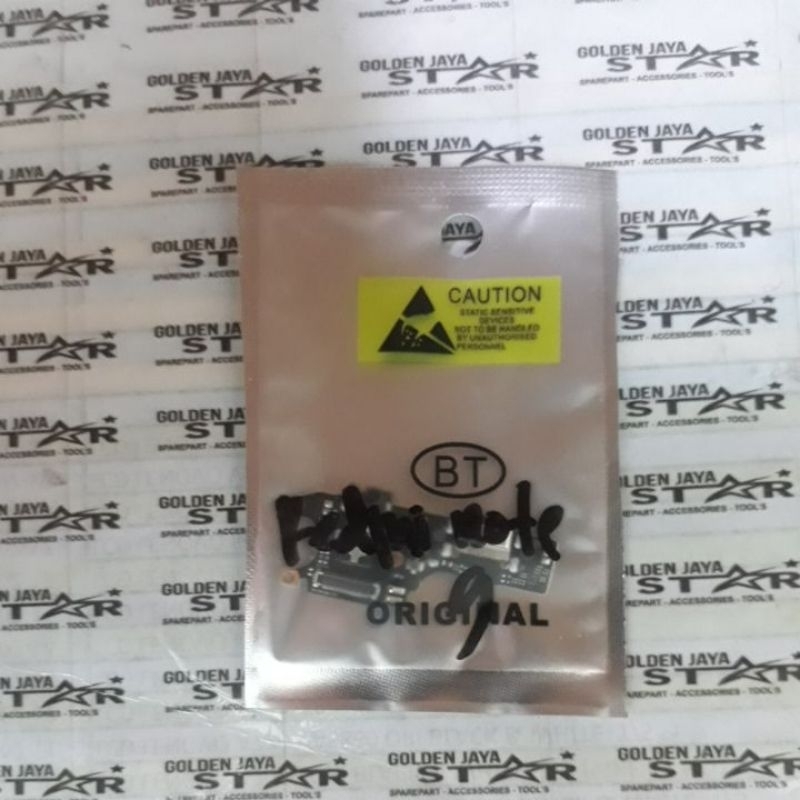 GOLDEN JAYA
STAR
SPAREPART - ACCESSORIES - TOOL'S
AYA
CAUTION
STATIC SENSITIVE
DEVICES
NOT TO BE HANDLED
BY UNAUTHORISED
PERSONNEL
BT
Redmi note
9
ORIGINAL